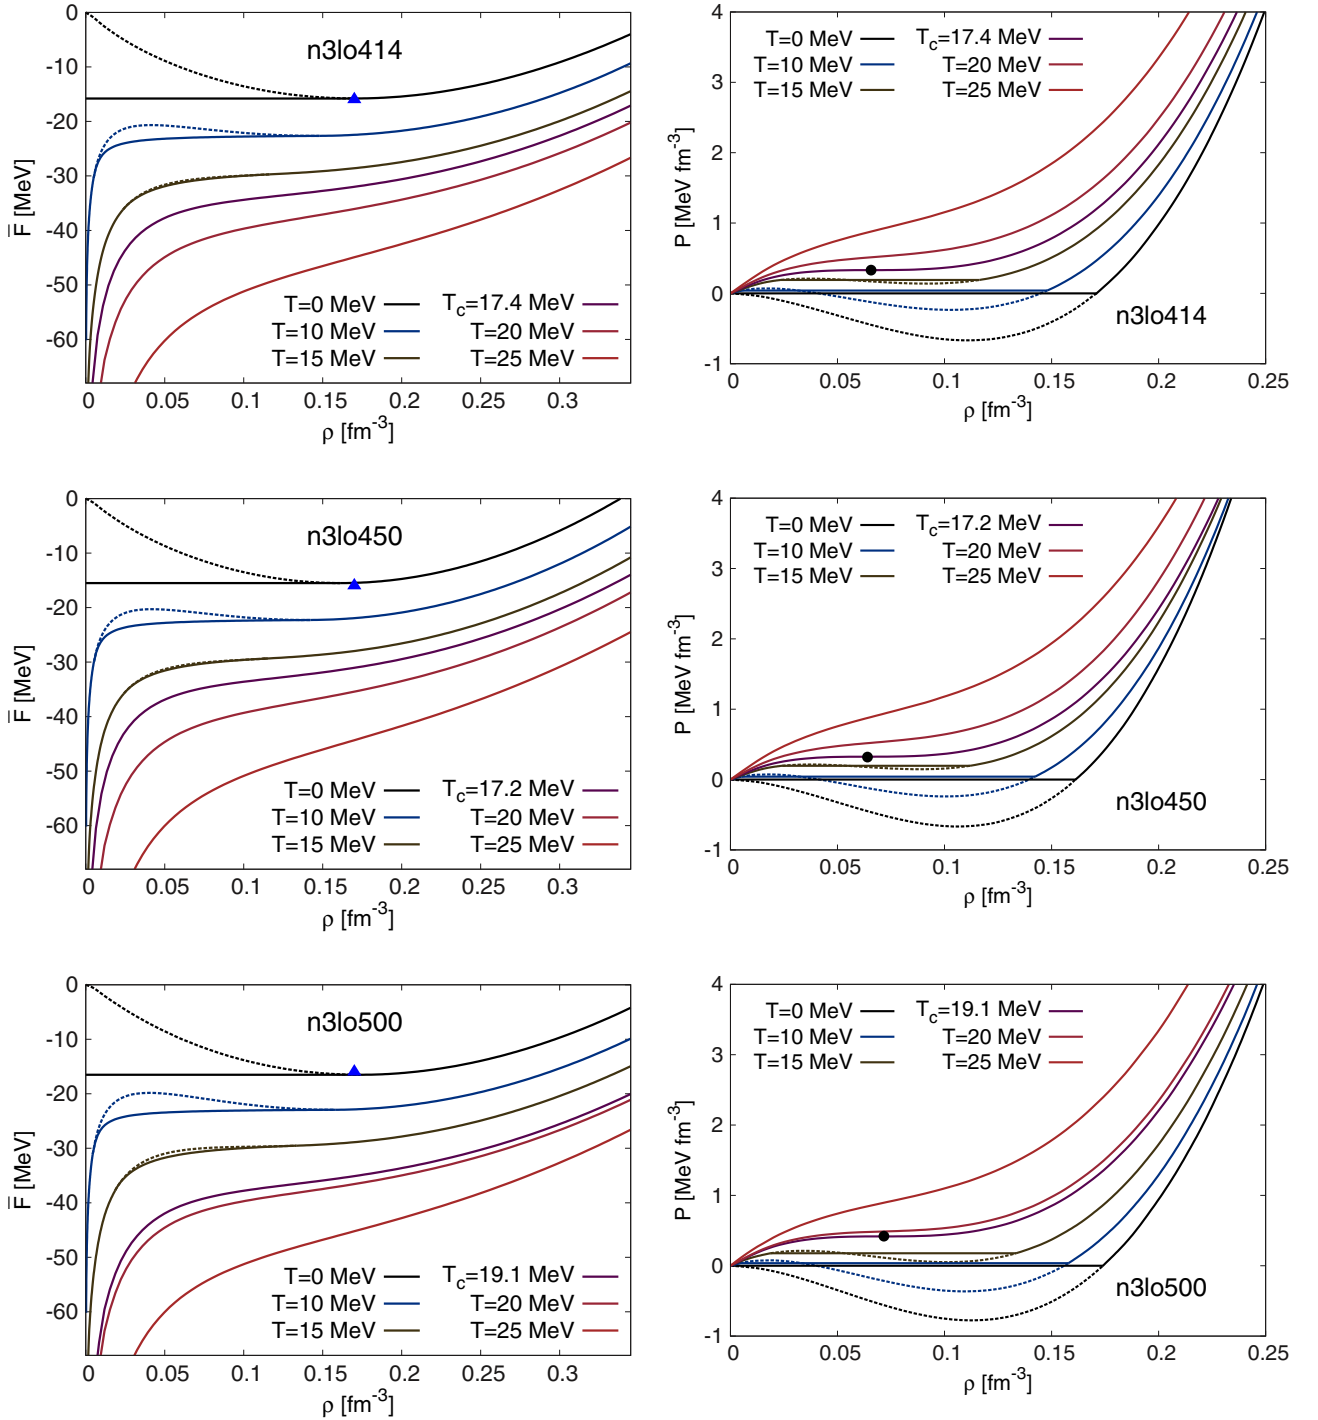 0
-10
-20
-30
-40
-50
-60
F̅ [MeV]
n3lo414
T=0 MeV
T=10 MeV
T=15 MeV
T_c=17.4 MeV
T=20 MeV
T=25 MeV
0 0.05 0.1 0.15 0.2 0.25 0.3
ρ [fm^-3]
4
3
2
1
0
-1
P [MeV fm^-3]
T=0 MeV
T=10 MeV
T=15 MeV
T_c=17.4 MeV
T=20 MeV
T=25 MeV
n3lo414
0 0.05 0.1 0.15 0.2 0.25
ρ [fm^-3]
0
-10
-20
-30
-40
-50
-60
F̅ [MeV]
n3lo450
T=0 MeV
T=10 MeV
T=15 MeV
T_c=17.2 MeV
T=20 MeV
T=25 MeV
0 0.05 0.1 0.15 0.2 0.25 0.3
ρ [fm^-3]
4
3
2
1
0
-1
P [MeV fm^-3]
T=0 MeV
T=10 MeV
T=15 MeV
T_c=17.2 MeV
T=20 MeV
T=25 MeV
n3lo450
0 0.05 0.1 0.15 0.2 0.25
ρ [fm^-3]
0
-10
-20
-30
-40
-50
-60
F̅ [MeV]
n3lo500
T=0 MeV
T=10 MeV
T=15 MeV
T_c=19.1 MeV
T=20 MeV
T=25 MeV
0 0.05 0.1 0.15 0.2 0.25 0.3
ρ [fm^-3]
4
3
2
1
0
-1
P [MeV fm^-3]
T=0 MeV
T=10 MeV
T=15 MeV
T_c=19.1 MeV
T=20 MeV
T=25 MeV
n3lo500
0 0.05 0.1 0.15 0.2 0.25
ρ [fm^-3]